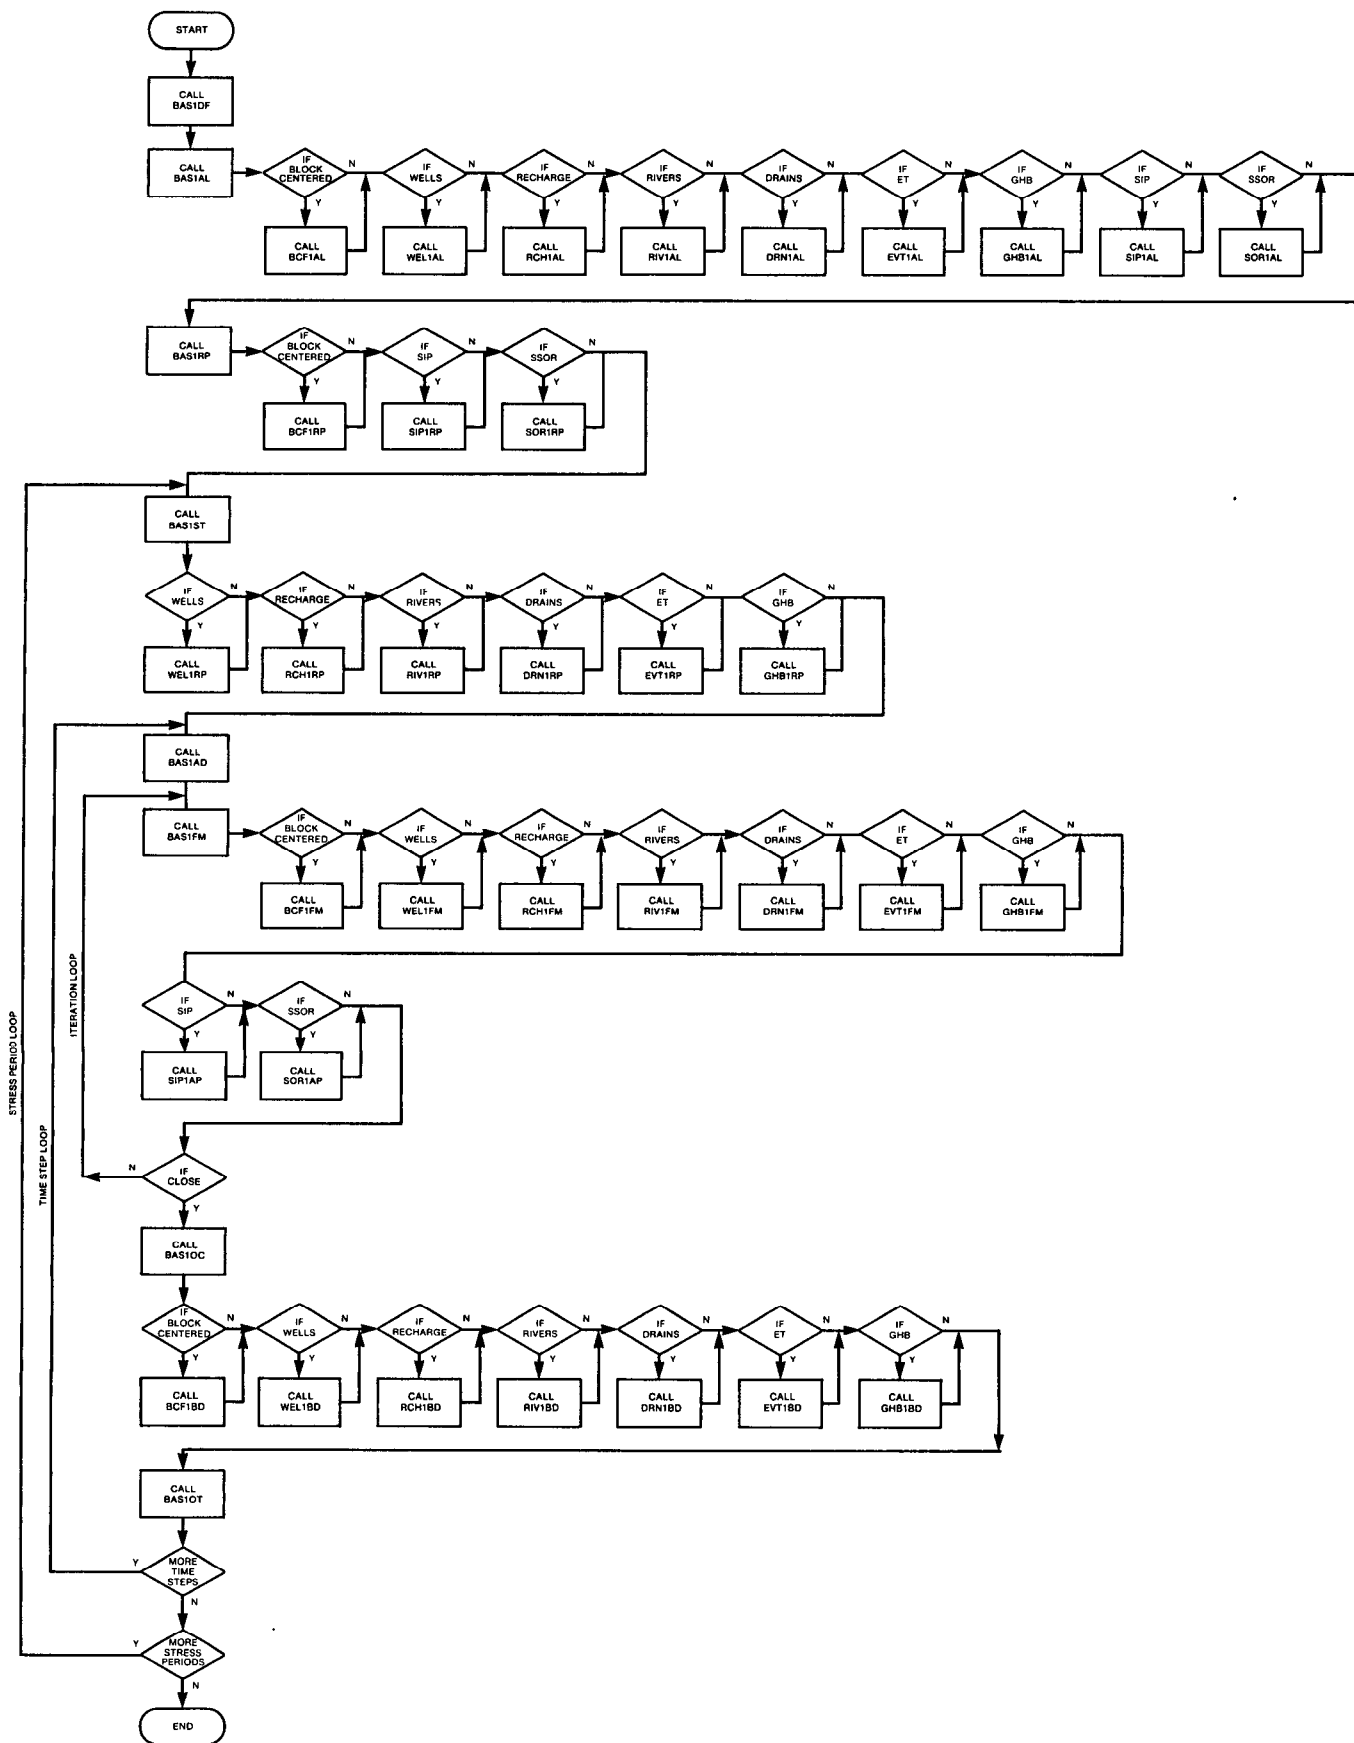 START
CALL
BAS1DF
CALL
BAS1AL
IF
BLOCK
CENTERED
N
Y
CALL
BCF1AL
IF
WELLS
N
Y
CALL
WEL1AL
IF
RECHARGE
N
Y
CALL
RCH1AL
IF
RIVERS
N
Y
CALL
RIV1AL
IF
DRAINS
N
Y
CALL
DRN1AL
IF
ET
N
Y
CALL
EVT1AL
IF
GHB
N
Y
CALL
GHB1AL
IF
SIP
N
Y
CALL
SIP1AL
IF
SSOR
N
Y
CALL
SOR1AL
CALL
BAS1RP
IF
BLOCK
CENTERED
N
Y
CALL
BCF1RP
IF
SIP
N
Y
CALL
SIP1RP
IF
SSOR
N
Y
CALL
SOR1RP
CALL
BAS1ST
IF
WELLS
N
Y
CALL
WEL1RP
IF
RECHARGE
N
Y
CALL
RCH1RP
IF
RIVERS
N
Y
CALL
RIV1RP
IF
DRAINS
N
Y
CALL
DRN1RP
IF
ET
N
Y
CALL
EVT1RP
IF
GHB
N
Y
CALL
GHB1RP
CALL
BAS1AD
CALL
BAS1FM
IF
BLOCK
CENTERED
N
Y
CALL
BCF1FM
IF
WELLS
N
Y
CALL
WEL1FM
IF
RECHARGE
N
Y
CALL
RCH1FM
IF
RIVERS
N
Y
CALL
RIV1FM
IF
DRAINS
N
Y
CALL
DRN1FM
IF
ET
N
Y
CALL
EVT1FM
IF
GHB
N
Y
CALL
GHB1FM
IF
SIP
N
Y
CALL
SIP1AP
IF
SSOR
N
Y
CALL
SOR1AP
STRESS PERIOD LOOP
TIME STEP LOOP
ITERATION LOOP
IF
CLOSE
N
Y
CALL
BAS1OC
IF
BLOCK
CENTERED
N
Y
CALL
BCF1BD
IF
WELLS
N
Y
CALL
WEL1BD
IF
RECHARGE
N
Y
CALL
RCH1BD
IF
RIVERS
N
Y
CALL
RIV1BD
IF
DRAINS
N
Y
CALL
DRN1BD
IF
ET
N
Y
CALL
EVT1BD
IF
GHB
N
Y
CALL
GHB1BD
CALL
BAS1OT
Y
MORE
TIME
STEPS
N
Y
MORE
STRESS
PERIODS
N
END